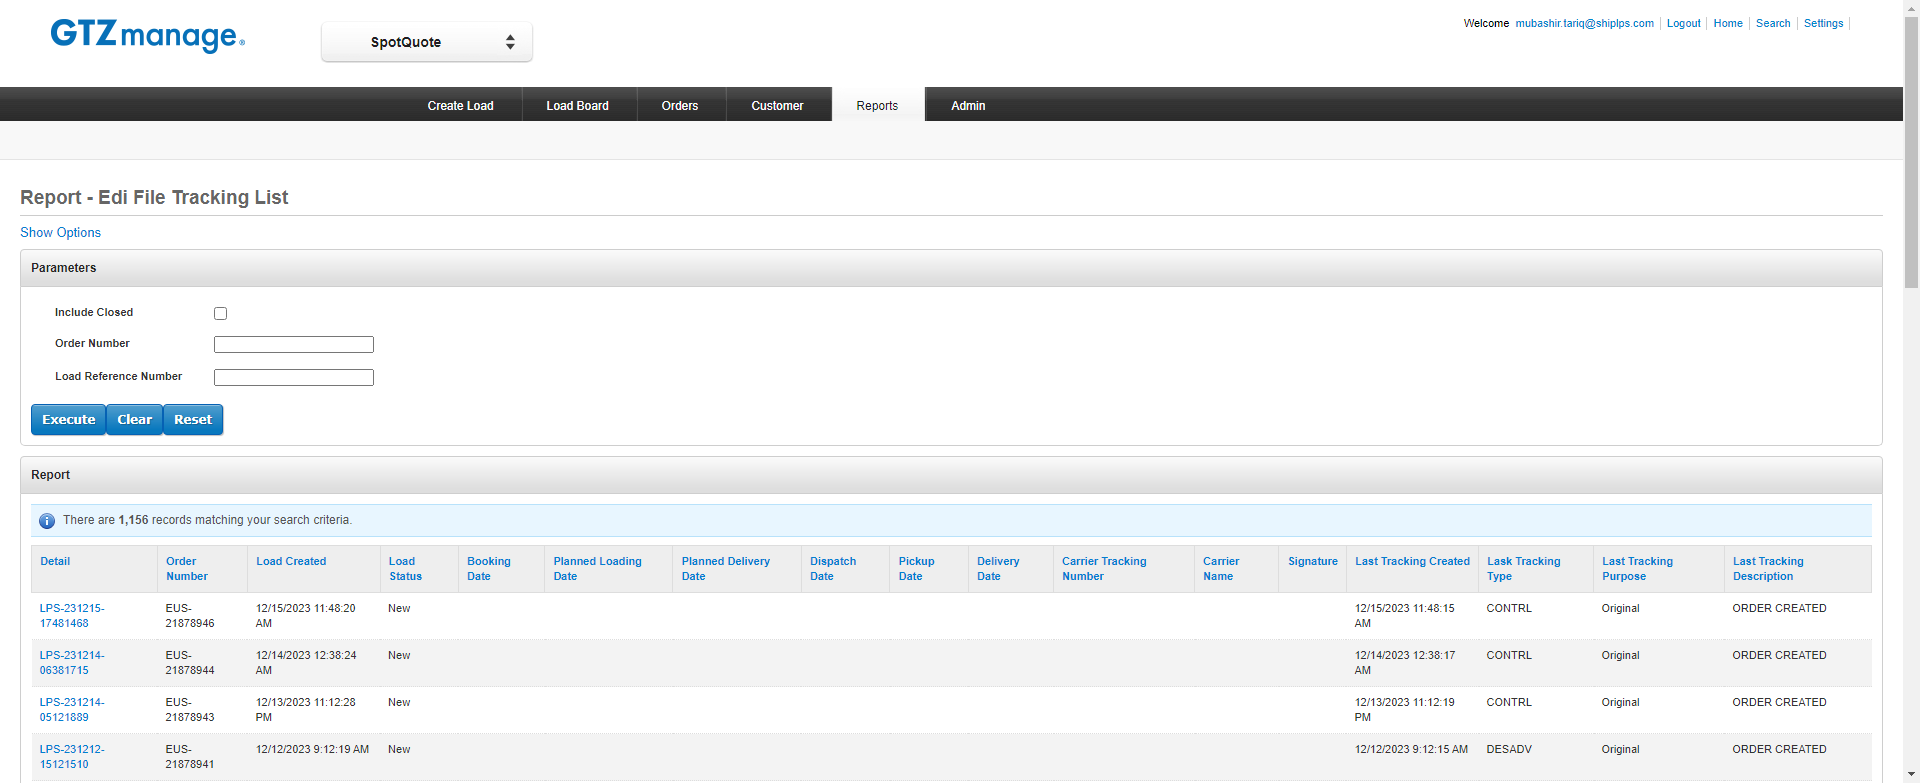 GTZmanage®
SpotQuote
Welcome mubashir.tariq@shiplps.com Logout Home Search Settings
Create Load Load Board Orders Customer Reports Admin
Report - Edi File Tracking List
Show Options
Parameters
Include Closed
Order Number
Load Reference Number
Execute Clear Reset
Report
There are 1,156 records matching your search criteria.
Detail Order Load Created Load Booking Planned Loading Planned Delivery Dispatch Pickup Delivery Carrier Tracking Carrier Signature Last Tracking Created Lask Tracking Last Tracking Last Tracking
Number Status Date Date Date Date Date Date Number Name Type Purpose Description
LPS-231215- EUS- 12/15/2023 11:48:20 New 12/15/2023 11:48:15 CONTRL Original ORDER CREATED
17481468 21878946 AM AM
LPS-231214- EUS- 12/14/2023 12:38:24 New 12/14/2023 12:38:17 CONTRL Original ORDER CREATED
06381715 21878944 AM AM
LPS-231214- EUS- 12/13/2023 11:12:28 New 12/13/2023 11:12:19 CONTRL Original ORDER CREATED
05121889 21878943 PM PM
LPS-231212- EUS- 12/12/2023 9:12:19 AM New 12/12/2023 9:12:15 AM DESADV Original ORDER CREATED
15121510 21878941